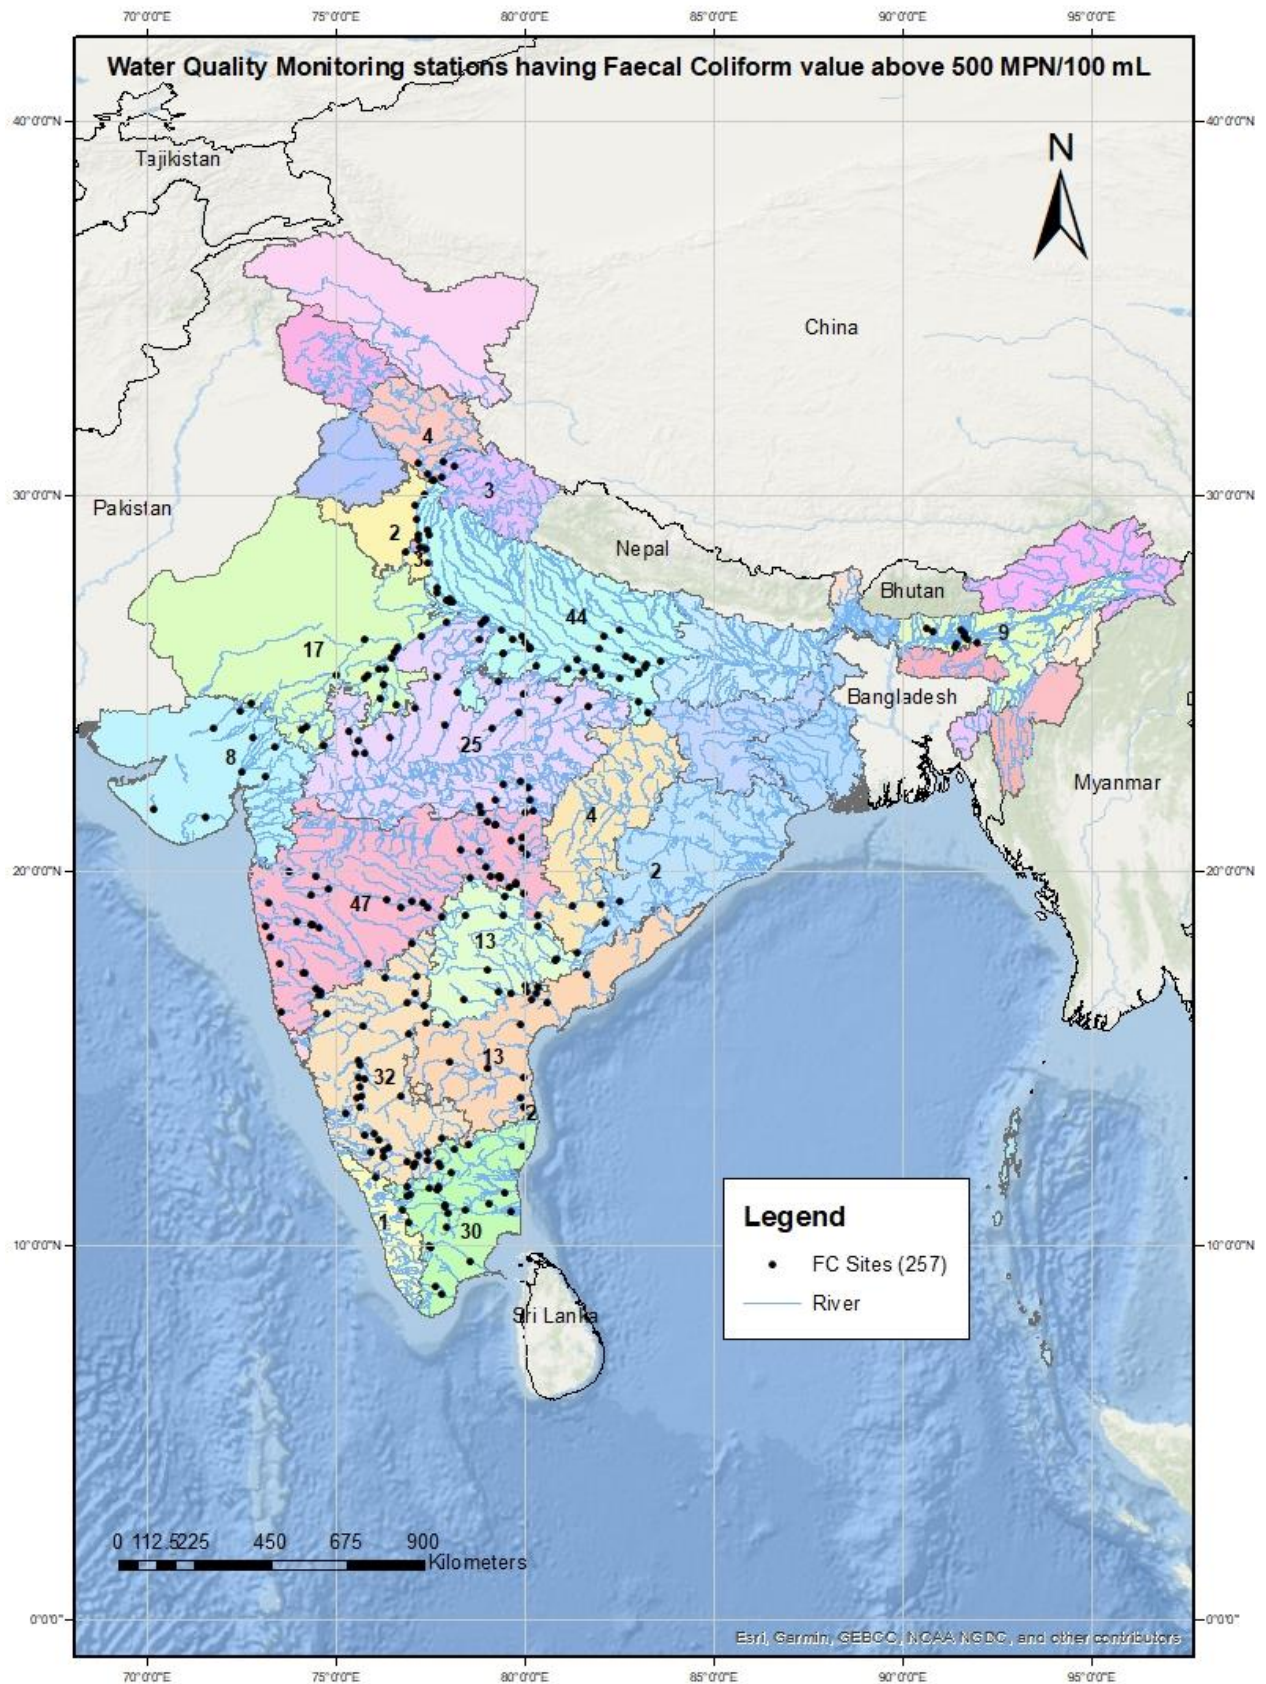 70°0'0"E 75°0'0"E 80°0'0"E 85°0'0"E 90°0'0"E 95°0'0"E
Water Quality Monitoring stations having Faecal Coliform value above 500 MPN/100 mL
40°0'0"N 40°0'0"N
N
Tajikistan
China
4
30°0'0"N 3 30°0'0"N
Pakistan
2
Nepal
3
Bhutan
44
9
17
Bangladesh
25
8
Myanmar
4
20°0'0"N 2 20°0'0"N
47
13
13
32
2
1
30
10°0'0"N 10°0'0"N
Legend
FC Sites (257)
River
Sri Lanka
0 112.5225 450 675 900
Kilometers
0°0'0" 0°0'0"
Esri, Garmin, GEBCO, NOAA NGDC, and other contributors
70°0'0"E 75°0'0"E 80°0'0"E 85°0'0"E 90°0'0"E 95°0'0"E